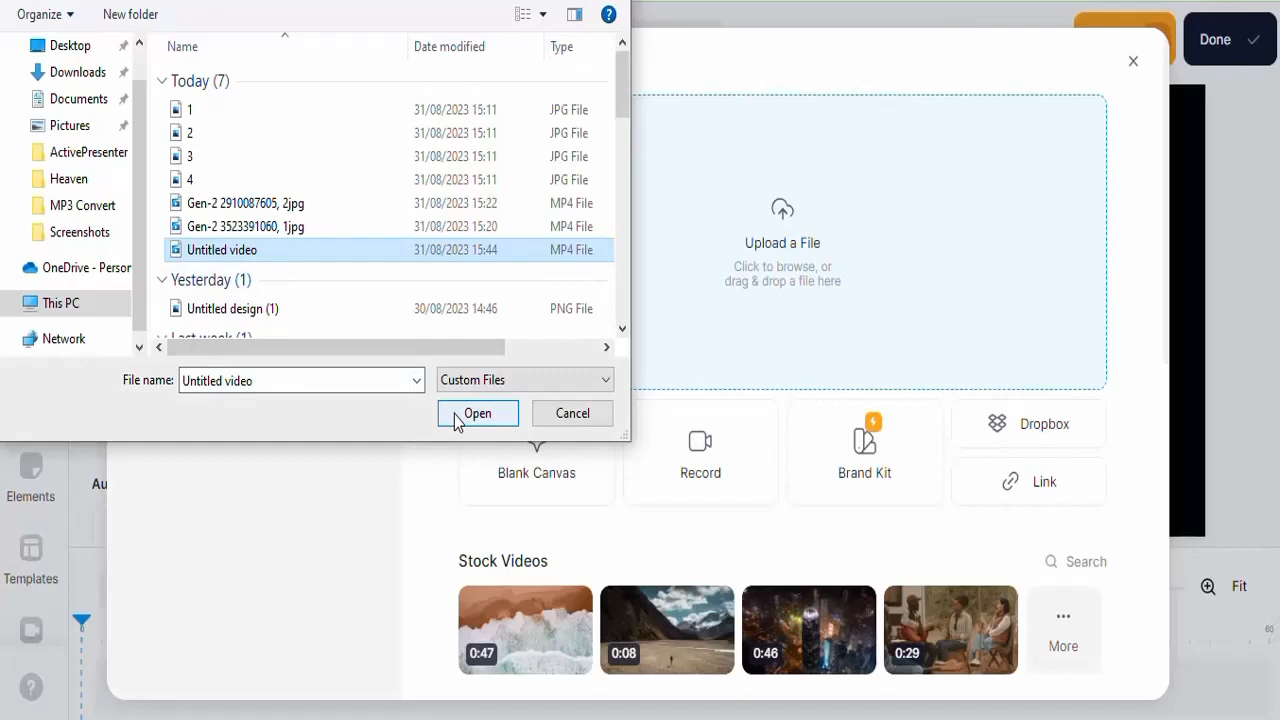 Organize
New folder
Desktop
Downloads
Documents
Pictures
ActivePresenter
Heaven
MP3 Convert
Screenshots
OneDrive - Person
This PC
Network
Name Date modified Type
Today (7)
1 31/08/2023 15:11 JPG File
2 31/08/2023 15:11 JPG File
3 31/08/2023 15:11 JPG File
4 31/08/2023 15:11 JPG File
Gen-2 2910087605, 2jpg 31/08/2023 15:22 MP4 File
Gen-2 3523391060, 1jpg 31/08/2023 15:20 MP4 File
Untitled video 31/08/2023 15:44 MP4 File
Yesterday (1)
Untitled design (1) 30/08/2023 14:46 PNG File
Last week (1)
File name: Untitled video Custom Files
Open Cancel
Done
Upload a File
Click to browse, or
drag & drop a file here
Blank Canvas
Record
Brand Kit
Dropbox
Link
Stock Videos
Search
0:47
0:08
0:46
0:29
More
Elements
Templates
Au
Fit
60